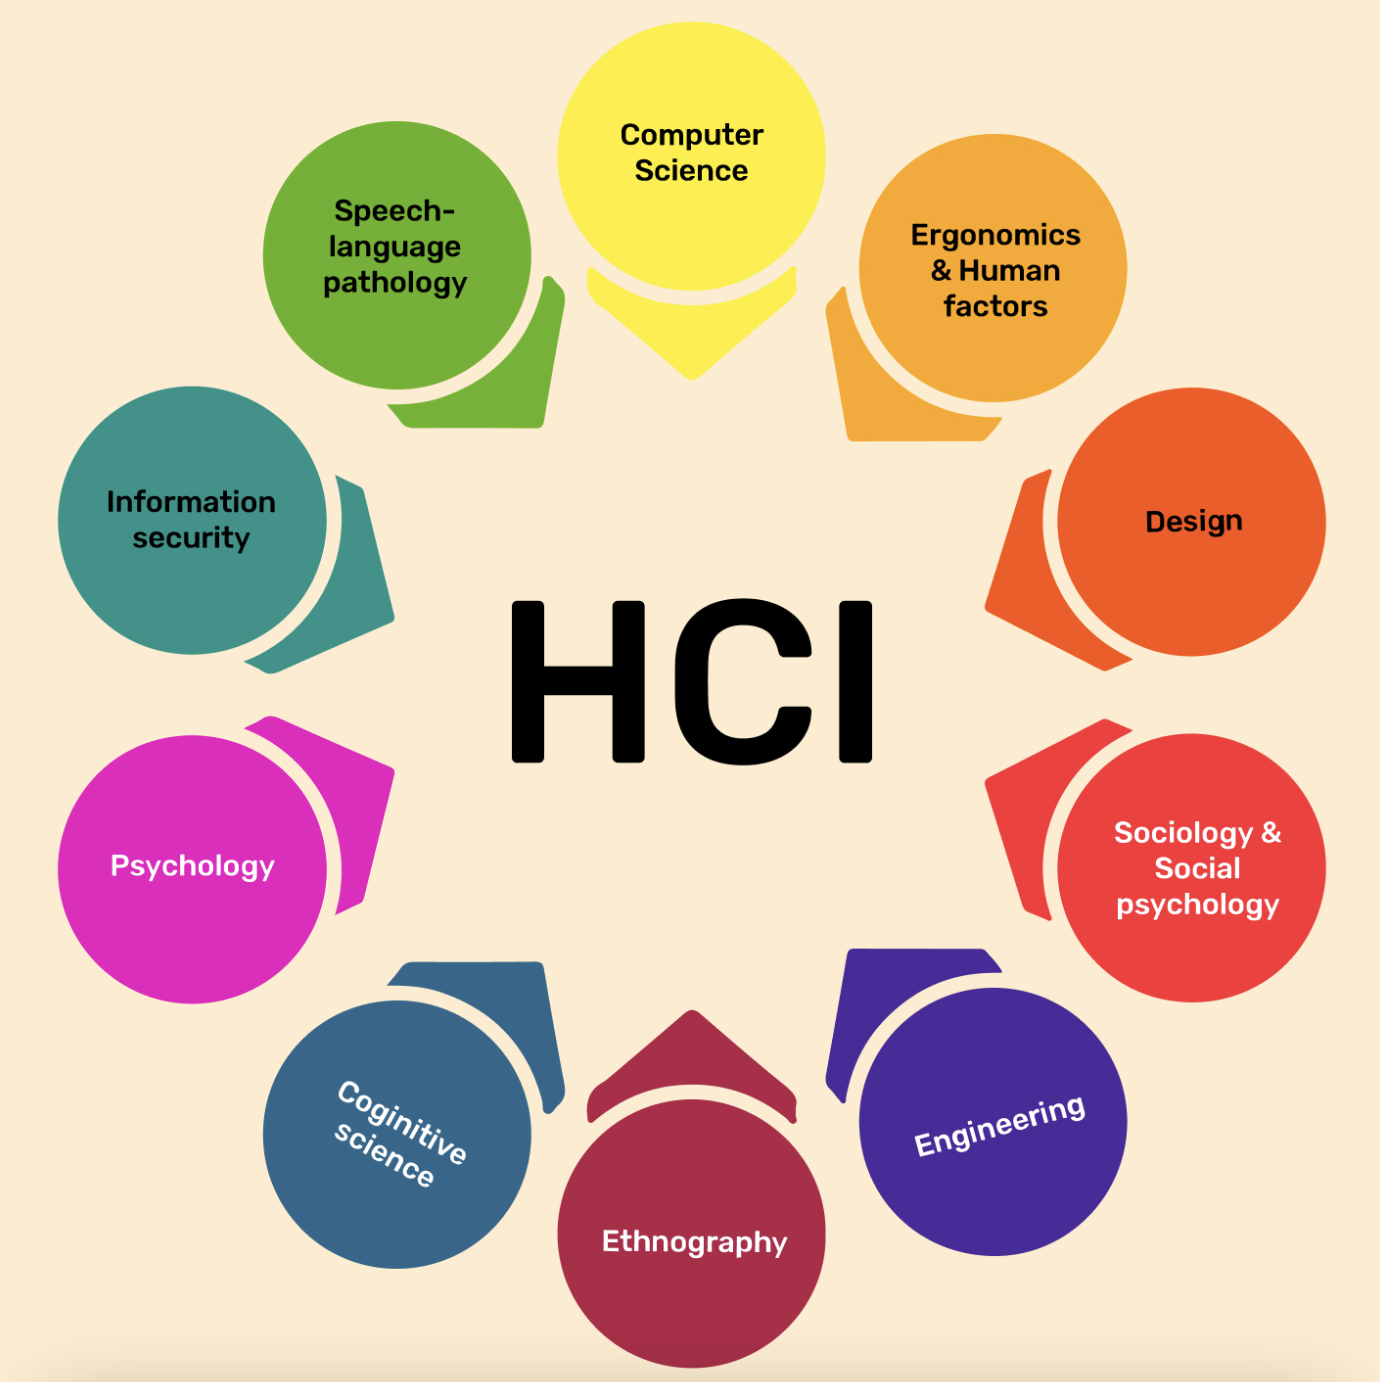 Computer
Science
Speech-
language
pathology
Ergonomics
& Human
factors
Information
security
Design
HCI
Psychology
Sociology &
Social
psychology
Coginitive
science
Engineering
Ethnography